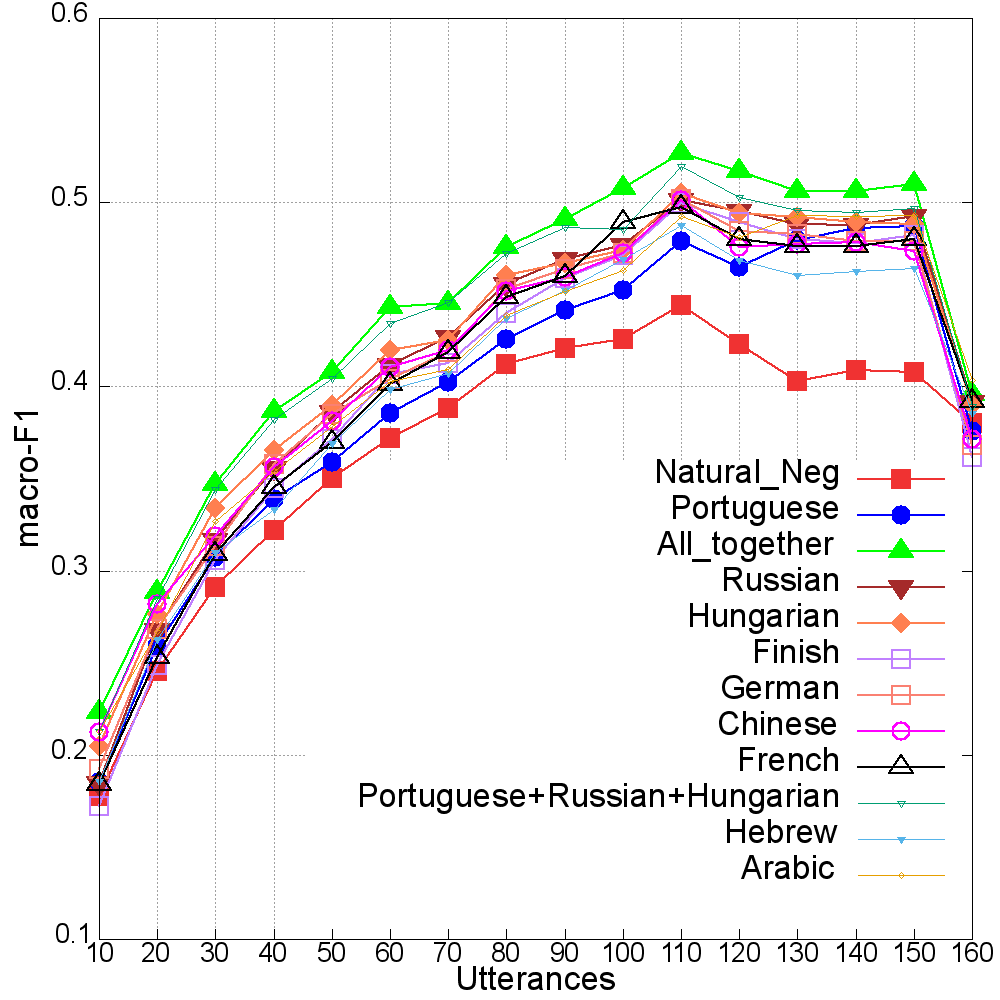 0.6
0.5
0.4
0.3
0.2
0.1
macro-F1
Natural_Neg
Portuguese
All_together
Russian
Hungarian
Finish
German
Chinese
French
Portuguese+Russian+Hungarian
Hebrew
Arabic
10 20 30 40 50 60 70 80 90 100 110 120 130 140 150 160
Utterances